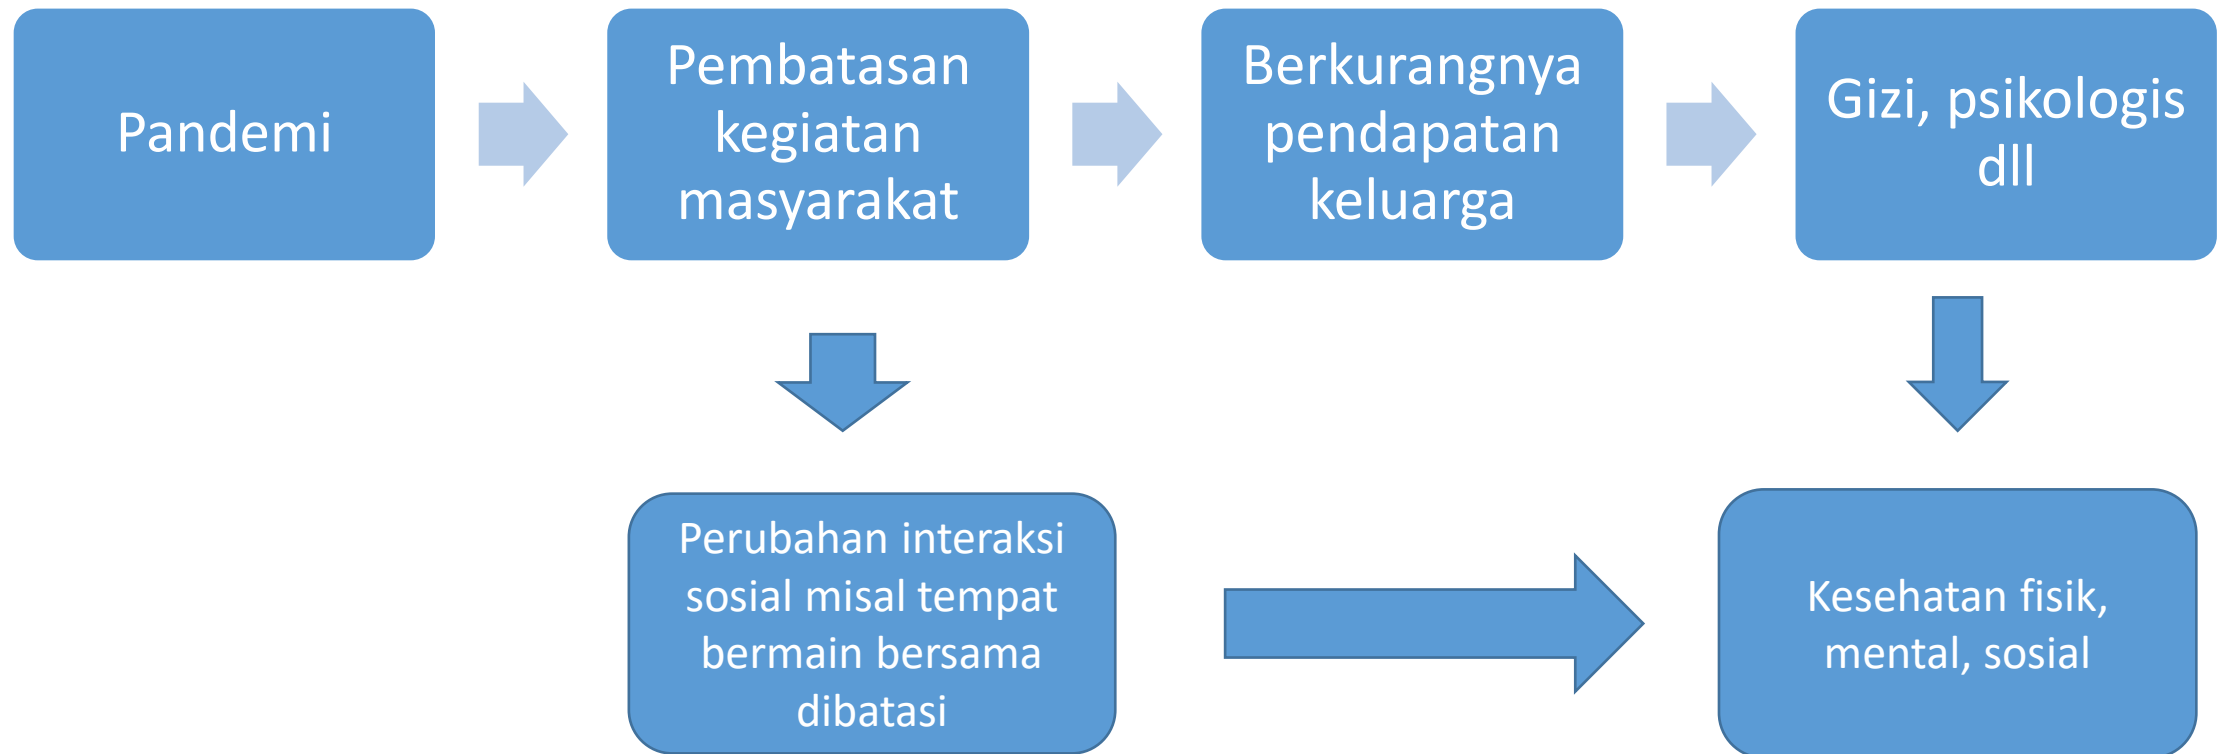 Pandemi
Pembatasan
kegiatan
masyarakat
Berkurangnya
pendapatan
keluarga
Gizi, psikologis
dll
Perubahan interaksi
sosial misal tempat
bermain bersama
dibatasi
Kesehatan fisik,
mental, sosial